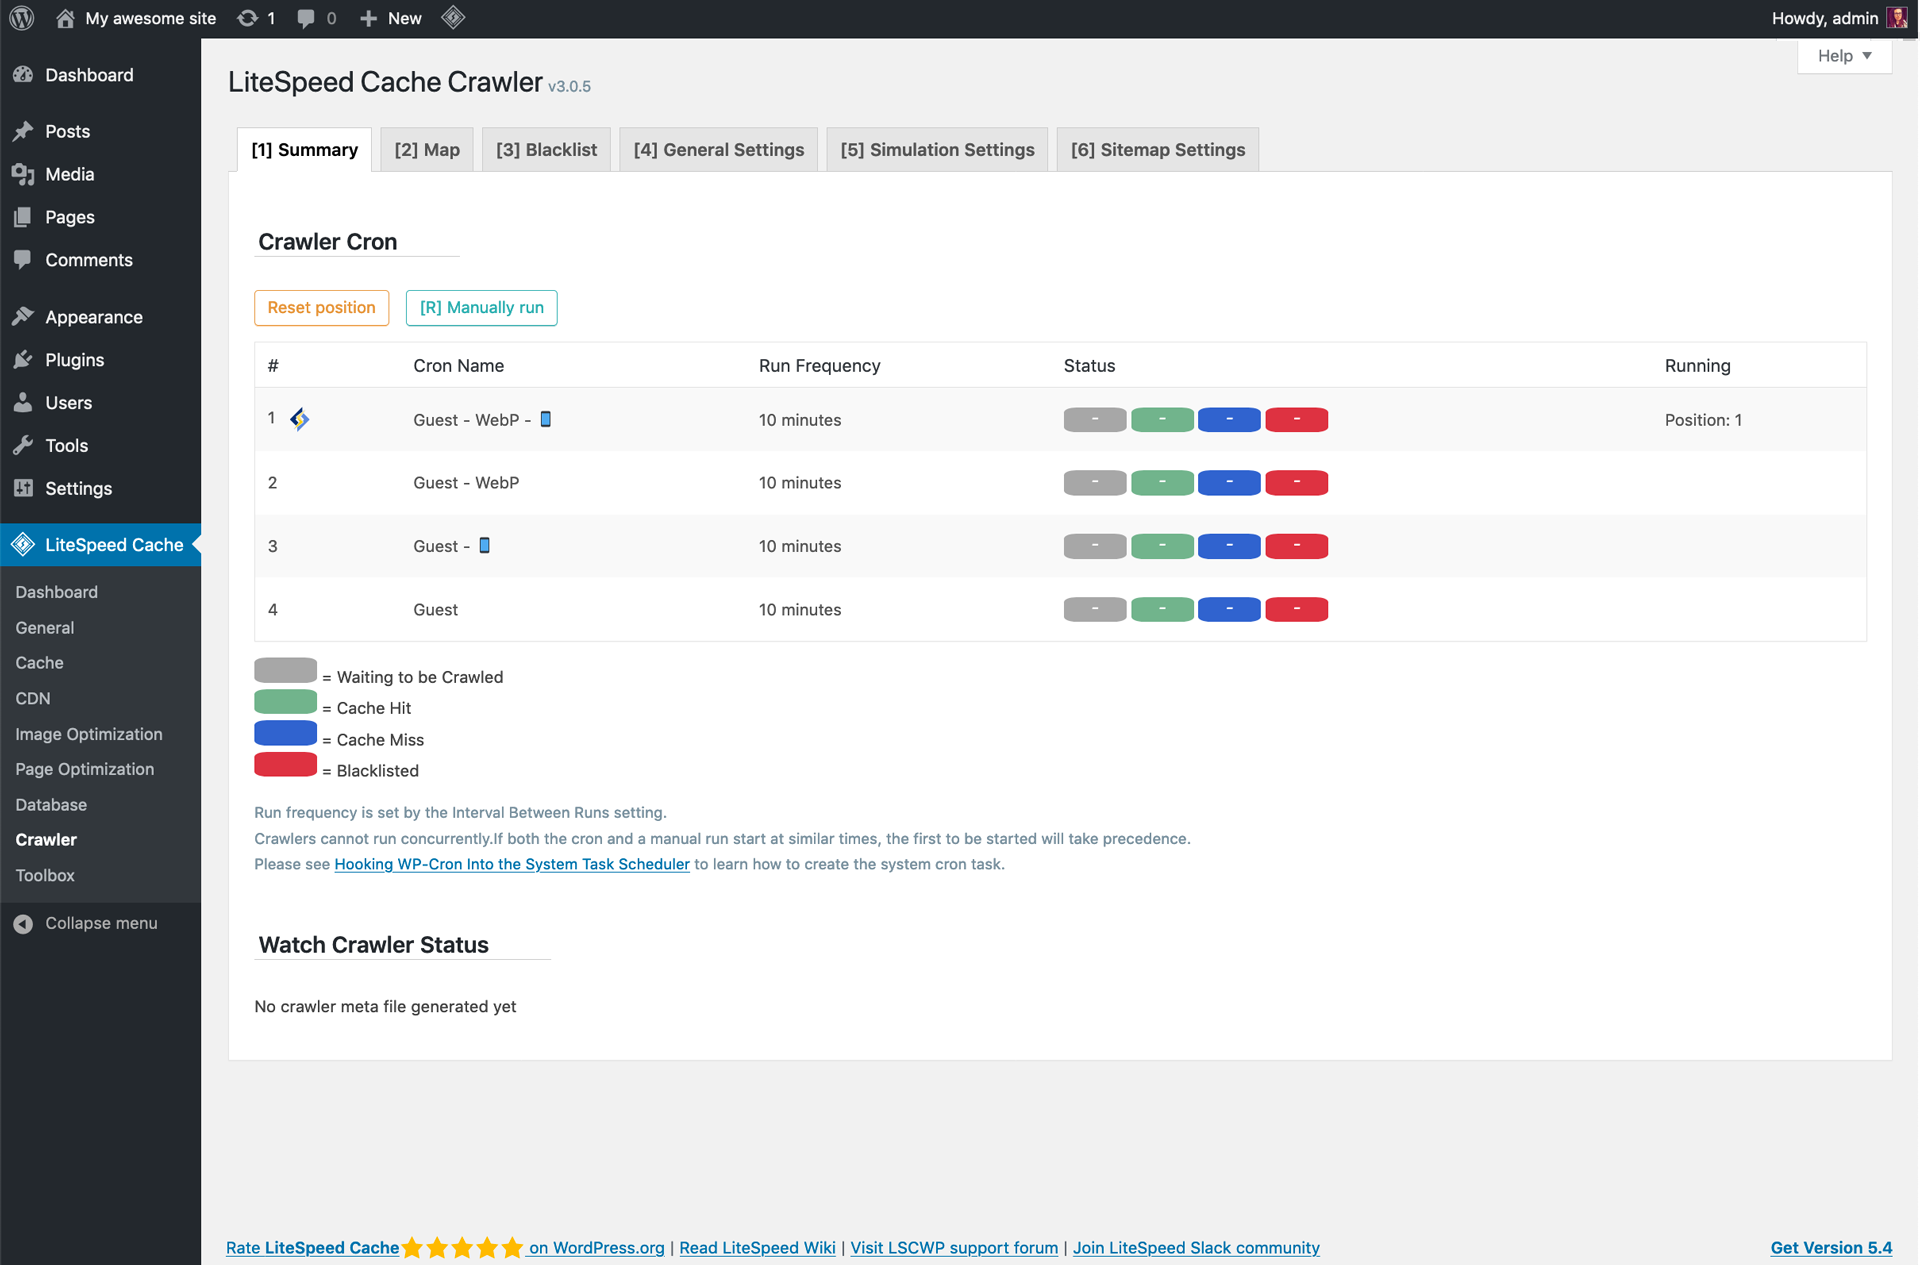 My awesome site 1 0 New Howdy, admin
Help
Dashboard
Posts
Media
Pages
Comments
Appearance
Plugins
Users
Tools
Settings
LiteSpeed Cache
Dashboard
General
Cache
CDN
Image Optimization
Page Optimization
Database
Crawler
Toolbox
Collapse menu
LiteSpeed Cache Crawler v3.0.5
[1] Summary [2] Map [3] Blacklist [4] General Settings [5] Simulation Settings [6] Sitemap Settings
Crawler Cron
Reset position [R] Manually run
# Cron Name Run Frequency Status Running
1 Guest - WebP - 10 minutes - - - - Position: 1
2 Guest - WebP 10 minutes - - - -
3 Guest - 10 minutes - - - -
4 Guest 10 minutes - - - -
= Waiting to be Crawled
= Cache Hit
= Cache Miss
= Blacklisted
Run frequency is set by the Interval Between Runs setting.
Crawlers cannot run concurrently.If both the cron and a manual run start at similar times, the first to be started will take precedence.
Please see Hooking WP-Cron Into the System Task Scheduler to learn how to create the system cron task.
Watch Crawler Status
No crawler meta file generated yet
Rate LiteSpeed Cache on WordPress.org | Read LiteSpeed Wiki | Visit LSCWP support forum | Join LiteSpeed Slack community Get Version 5.4